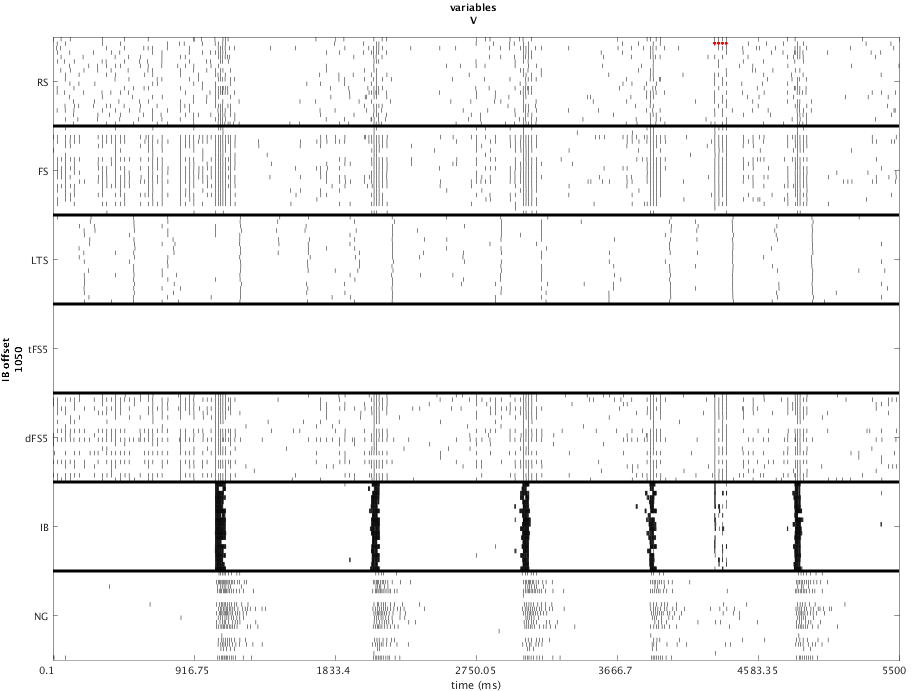 variables
V
RS
FS
LTS
tFS5
dFS5
IB
NG
IB offset
1050
0.1 916.75 1833.4 2750.05 3666.7 4583.35 5500
time (ms)